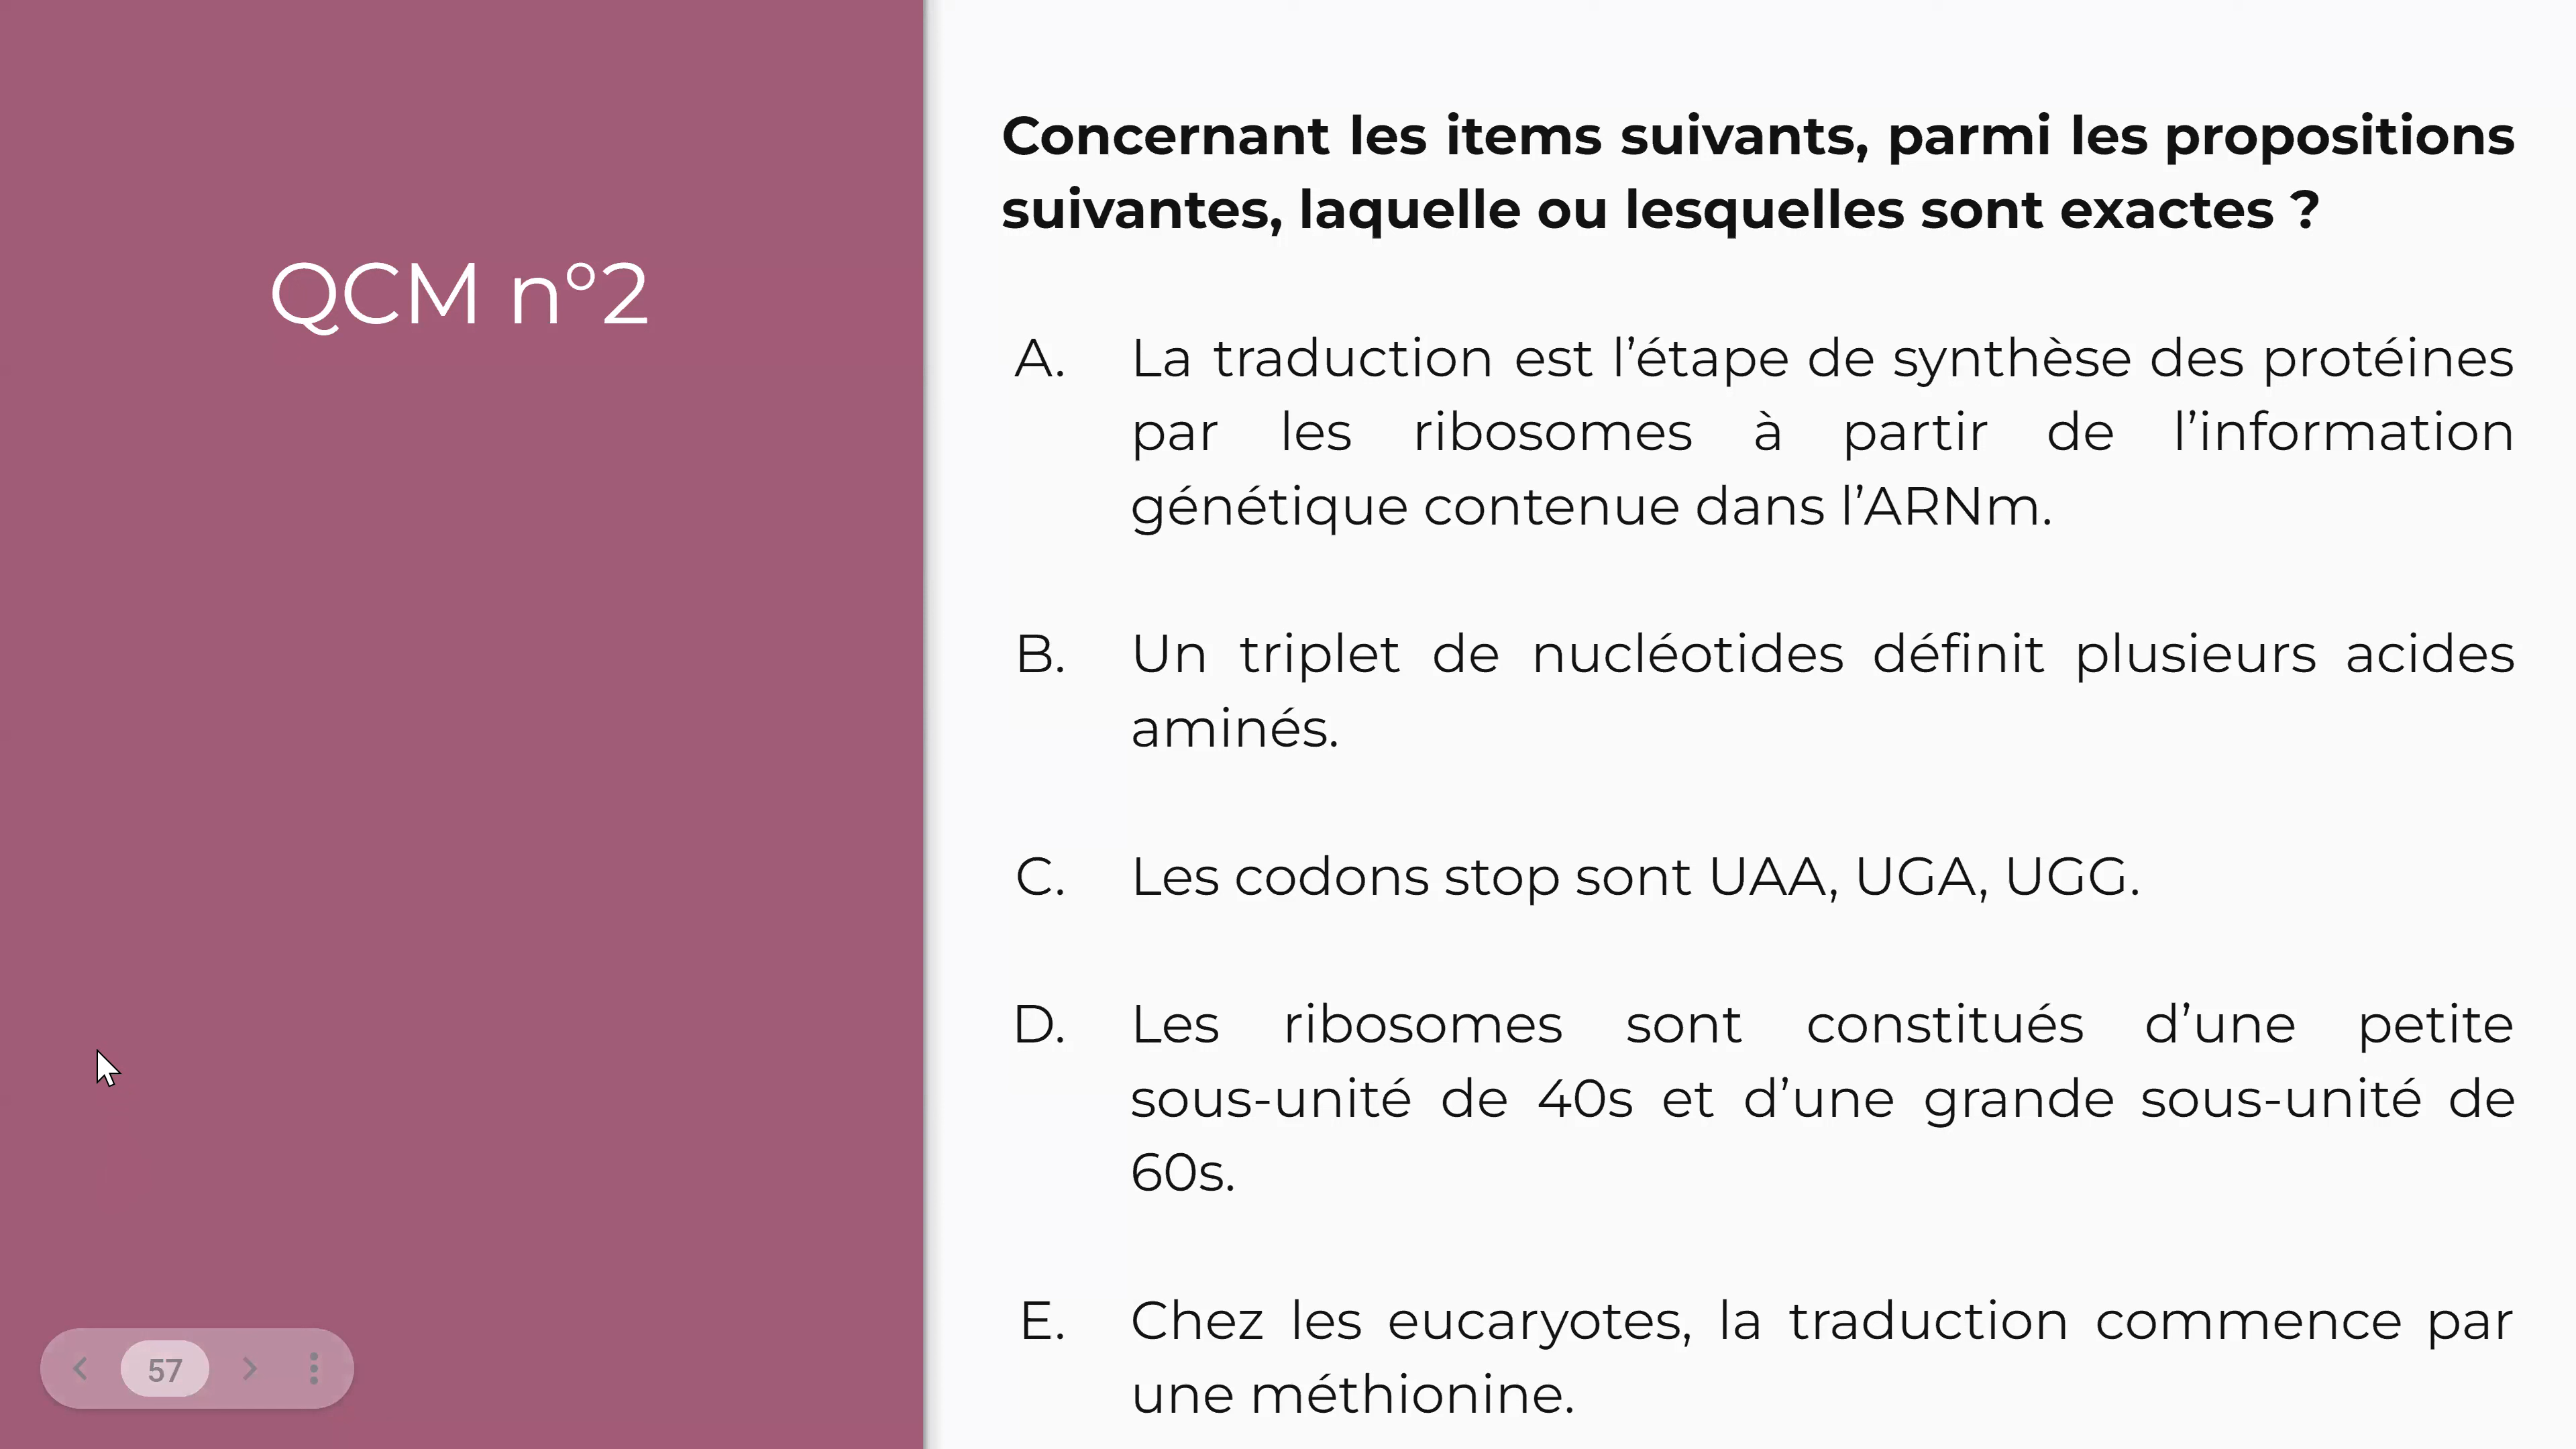 QCM n°2
Concernant les items suivants, parmi les propositions
suivantes, laquelle ou lesquelles sont exactes ?
A. La traduction est l’étape de synthèse des protéines
par les ribosomes à partir de l’information
génétique contenue dans l’ARNm.
B. Un triplet de nucléotides définit plusieurs acides
aminés.
C. Les codons stop sont UAA, UGA, UGG.
D. Les ribosomes sont constitués d’une petite
sous-unité de 40s et d’une grande sous-unité de
60s.
E. Chez les eucaryotes, la traduction commence par
une méthionine.
57